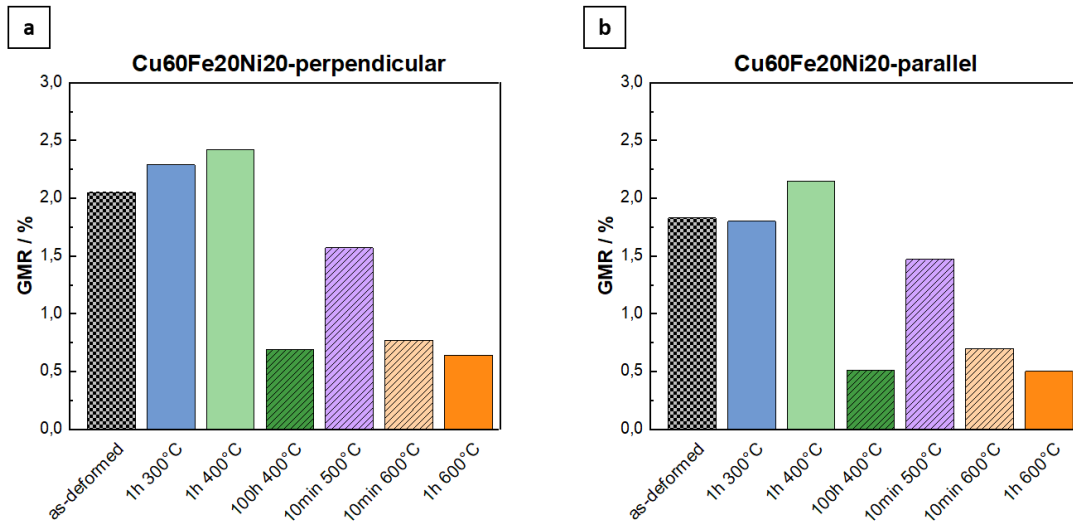 a
Cu60Fe20Ni20-perpendicular
GMR / %
3,0
2,5
2,0
1,5
1,0
0,5
0,0
as-deformed
1h 300°C
1h 400°C
100h 400°C
10min 500°C
10min 600°C
1h 600°C
b
Cu60Fe20Ni20-parallel
GMR / %
3,0
2,5
2,0
1,5
1,0
0,5
0,0
as-deformed
1h 300°C
1h 400°C
100h 400°C
10min 500°C
10min 600°C
1h 600°C